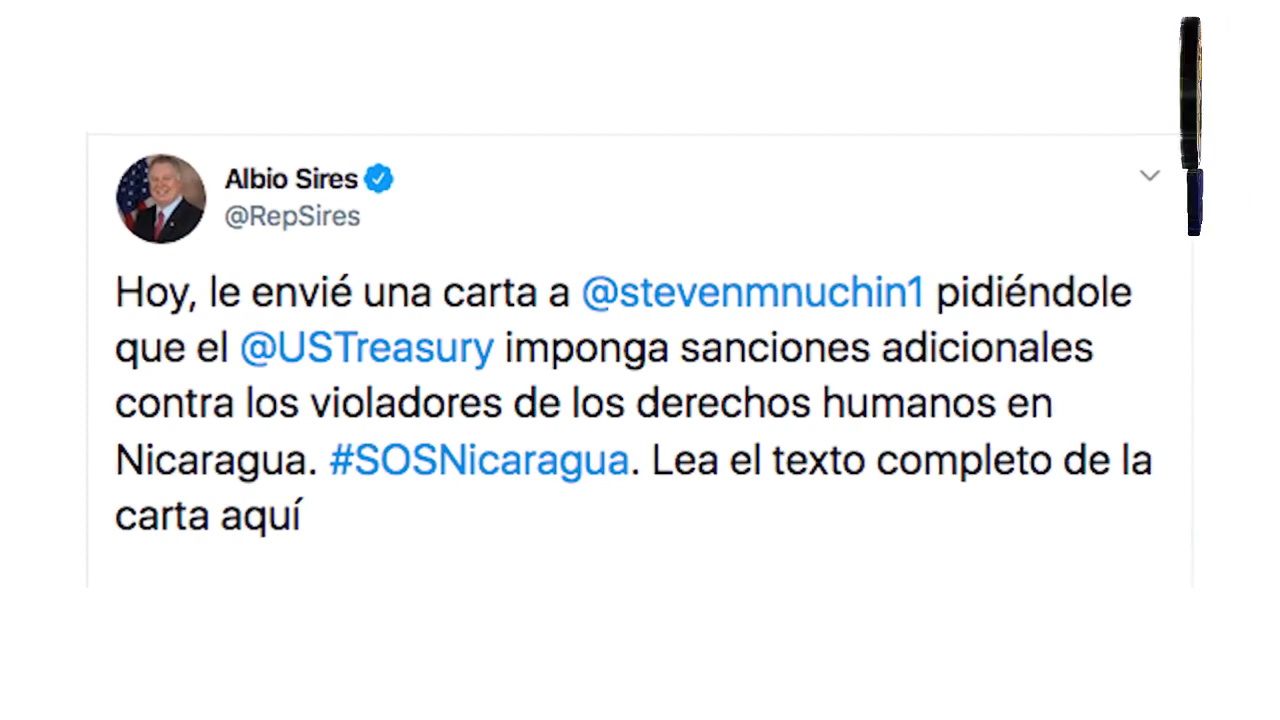 Albio Sires
@RepSires
Hoy, le envié una carta a @stevenmnuchin1 pidiéndole
que el @USTreasury imponga sanciones adicionales
contra los violadores de los derechos humanos en
Nicaragua. #SOSNicaragua. Lea el texto completo de la
carta aquí